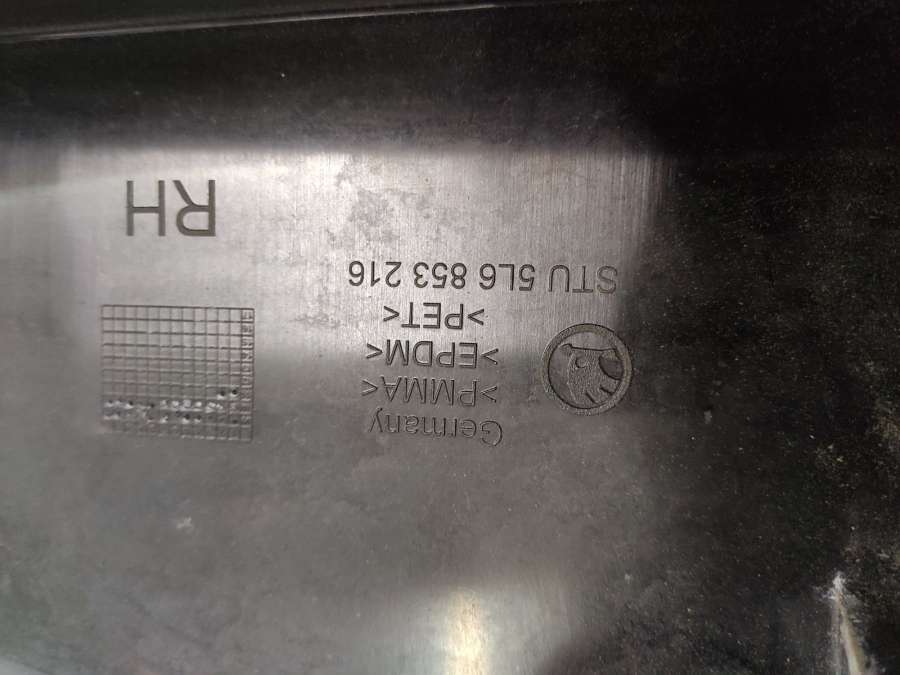 Germany
>PMMA<
>EPDM<
>PET<
STU 5L6 853 216
RH